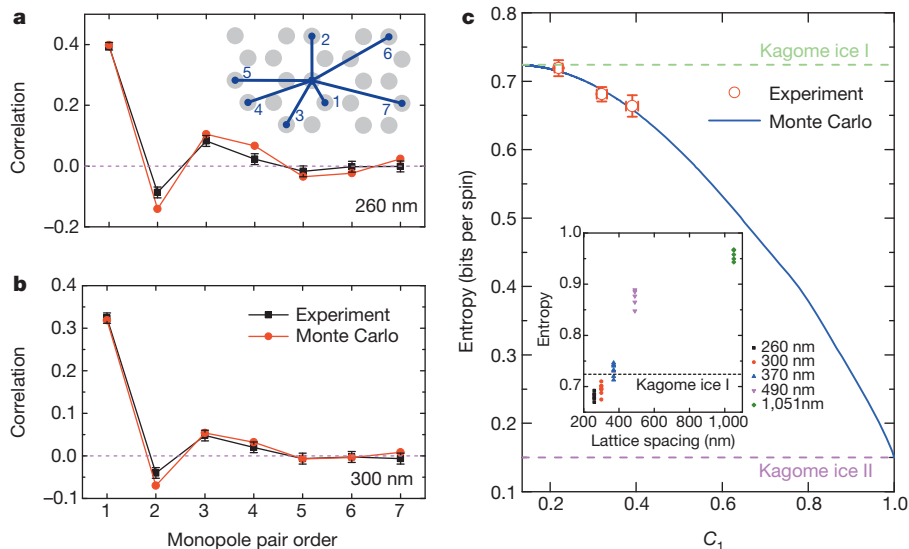 a
0.4
0.2
0.0
−0.2
Correlation
2
6
5
1
4
3
7
260 nm
b
0.4
0.3
0.2
0.1
0.0
−0.1
Correlation
Experiment
Monte Carlo
300 nm
1 2 3 4 5 6 7
Monopole pair order
c
0.8
0.7
0.6
0.5
0.4
0.3
0.2
0.1
Entropy (bits per spin)
Kagome ice I
Experiment
Monte Carlo
1.0
0.9
0.8
0.7
Entropy
Kagome ice I
200 400 600 800 1,000
Lattice spacing (nm)
260 nm
300 nm
370 nm
490 nm
1,051nm
Kagome ice II
0.2 0.4 0.6 0.8 1.0
C1